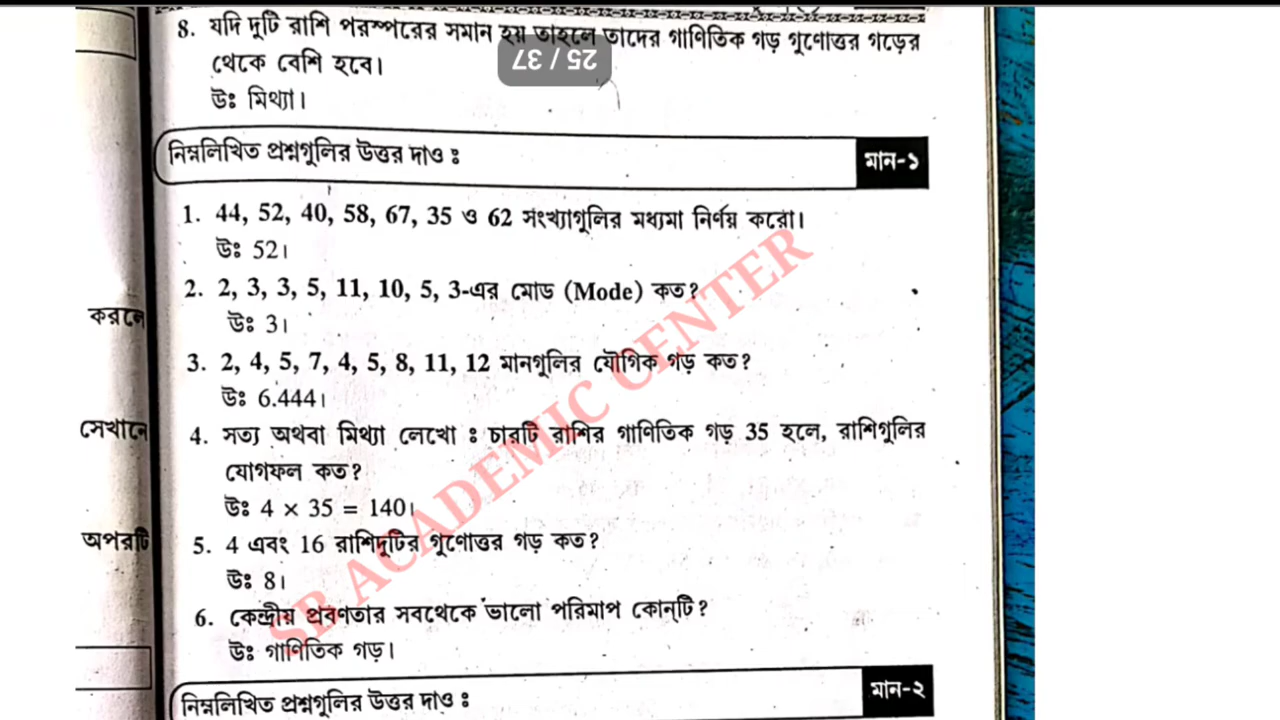 8. যদি দুটি রাশি পরস্পরের সমান হয় তাহলে তাদের গাণিতিক গড় গুণোত্তর গড়ের
25 / 37
থেকে বেশি হবে।
উঃ মিথ্যা।
নিম্নলিখিত প্রশ্নগুলির উত্তর দাও ঃ
মান-১
1. 44, 52, 40, 58, 67, 35 ও 62 সংখ্যাগুলির মধ্যমা নির্ণয় করো।
উঃ 52।
2. 2, 3, 3, 5, 11, 10, 5, 3-এর মোড (Mode) কত?
করলে
উঃ 3।
3. 2, 4, 5, 7, 4, 5, 8, 11, 12 মানগুলির যৌগিক গড় কত?
উঃ 6.444।
সেখানে
4. সত্য অথবা মিথ্যা লেখো ঃ চারটি রাশির গাণিতিক গড় 35 হলে, রাশিগুলির
যোগফল কত?
উঃ 4 × 35 = 140।
অপরটি
5. 4 এবং 16 রাশিদুটির গুণোত্তর গড় কত?
উঃ 8।
6. কেন্দ্রীয় প্রবণতার সবথেকে ভালো পরিমাপ কোন্‌টি?
উঃ গাণিতিক গড়।
SB ACADEMIC CENTER
নিম্নলিখিত প্রশ্নগুলির উত্তর দাও ঃ
মান-২